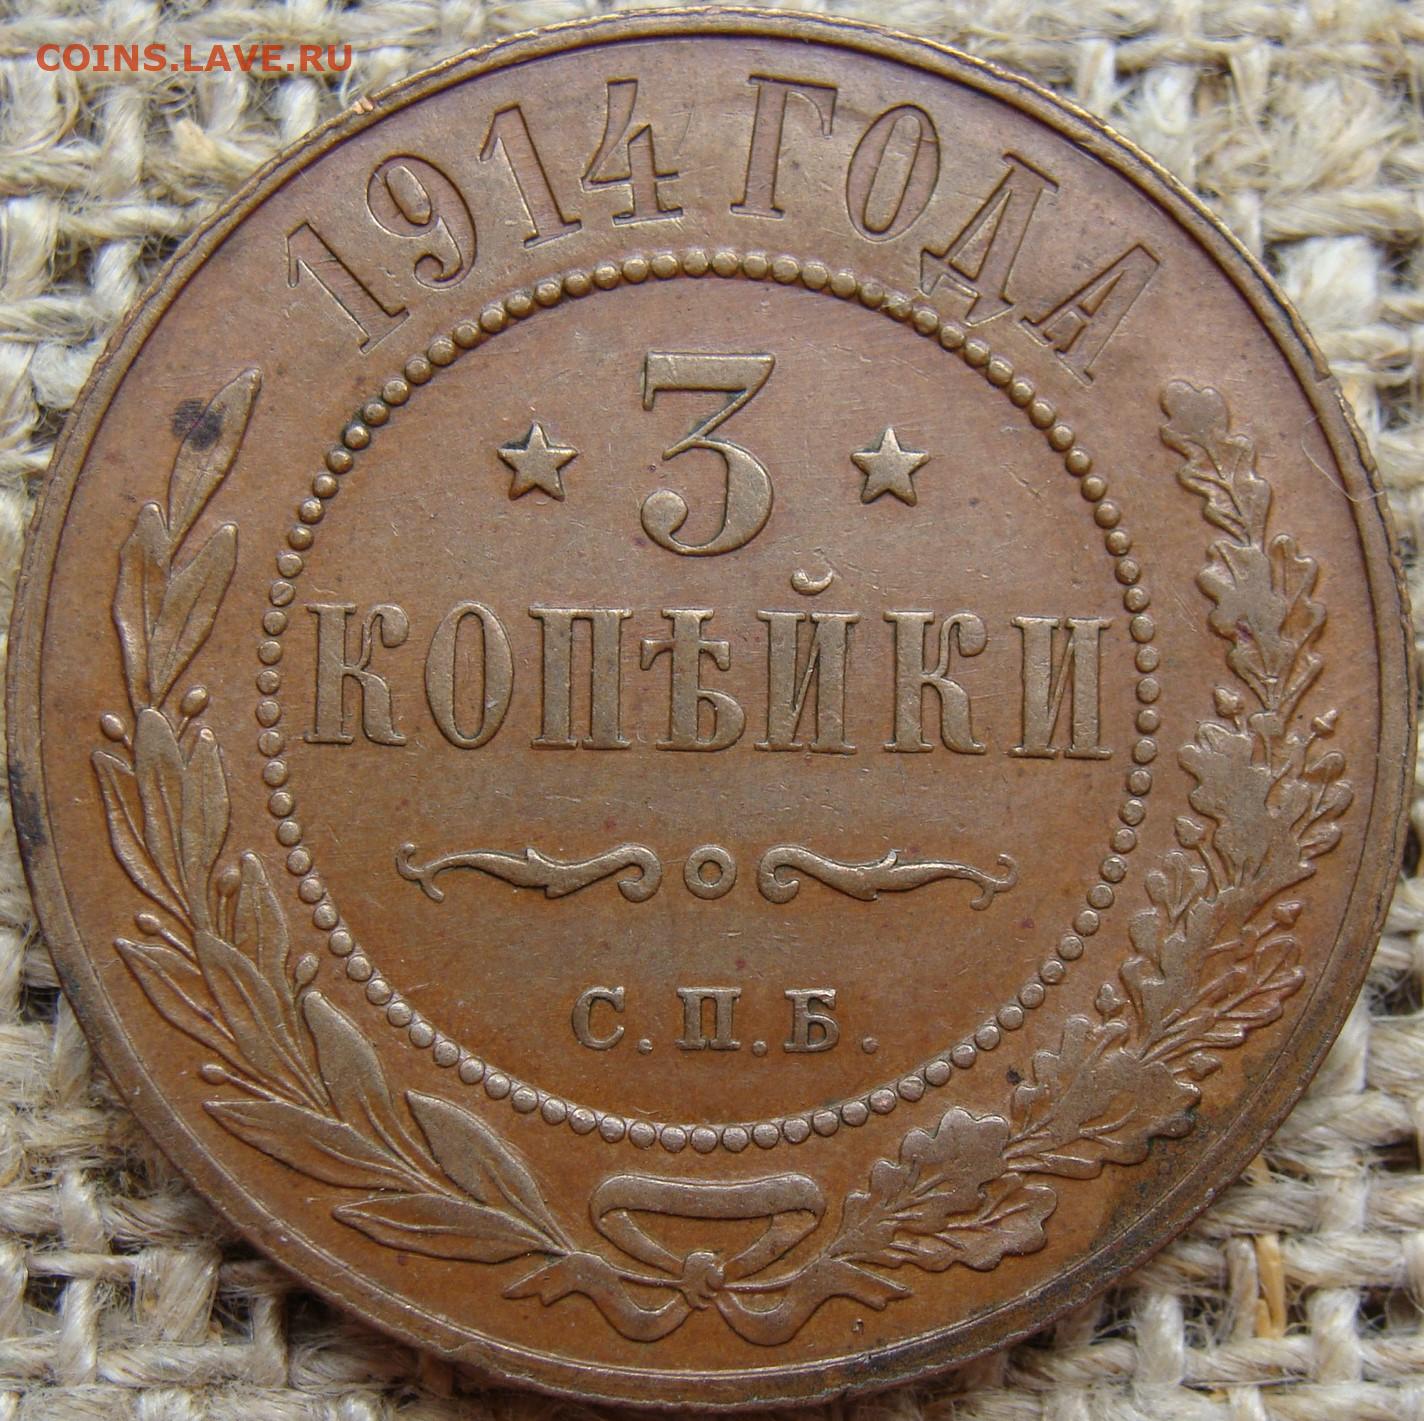 COINS.LAVE.RU
1914 ГОДА
3
КОПѢЙКИ
С.П.Б.